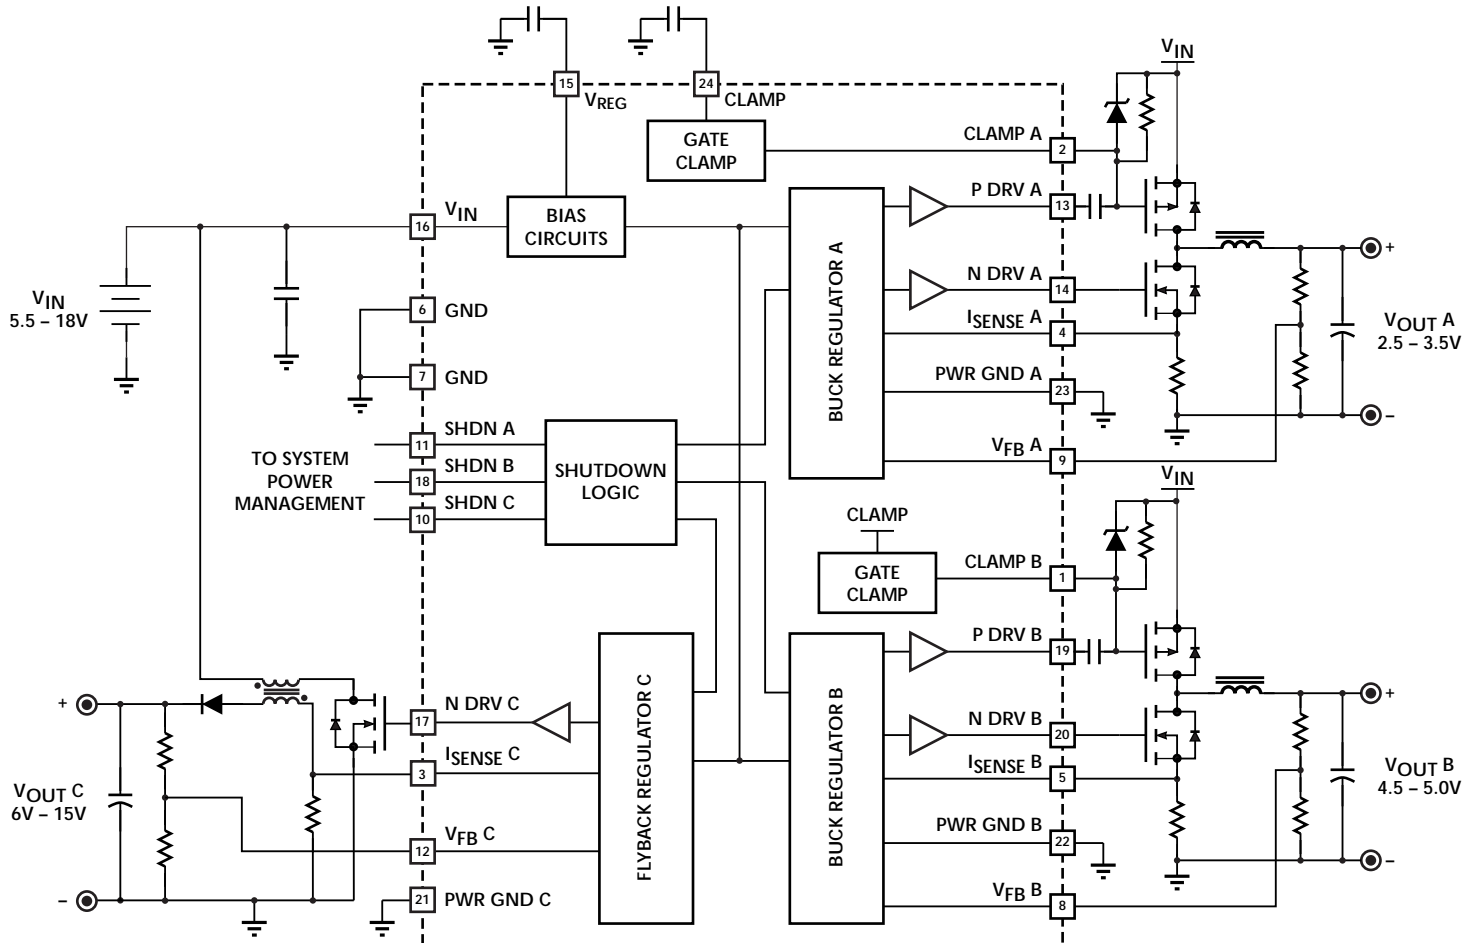 VIN
15
VREG
24
CLAMP
GATE
CLAMP
CLAMP A
2
P DRV A
13
VIN
16
BIAS
CIRCUITS
BUCK REGULATOR A
N DRV A
14
ISENSE A
4
PWR GND A
23
VFB A
9
VOUT A
2.5 – 3.5V
+
–
VIN
5.5 – 18V
6
GND
7
GND
TO SYSTEM
POWER
MANAGEMENT
11
SHDN A
18
SHDN B
10
SHDN C
SHUTDOWN
LOGIC
VIN
CLAMP
GATE
CLAMP
CLAMP B
1
P DRV B
19
BUCK REGULATOR B
N DRV B
20
ISENSE B
5
PWR GND B
22
VFB B
8
VOUT B
4.5 – 5.0V
+
–
FLYBACK REGULATOR C
N DRV C
17
ISENSE C
3
VFB C
12
21
PWR GND C
+
VOUT C
6V – 15V
–